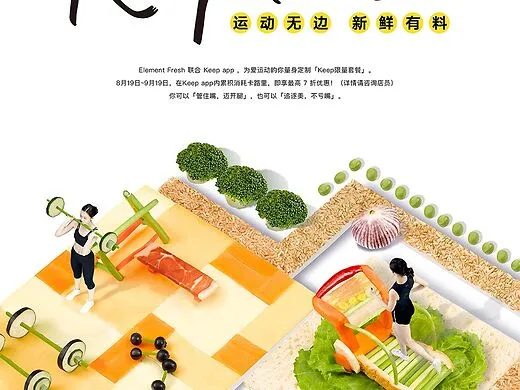 运动无边 新鲜有料
Element Fresh 联合 Keep app ，为爱运动的你量身定制「Keep限量套餐」。
8月19日~9月19日，在Keep app内累积消耗卡路里，即享最高 7 折优惠！（详情请咨询店员）
你可以「管住嘴，迈开腿」，也可以「追逐美，不亏嘴」。